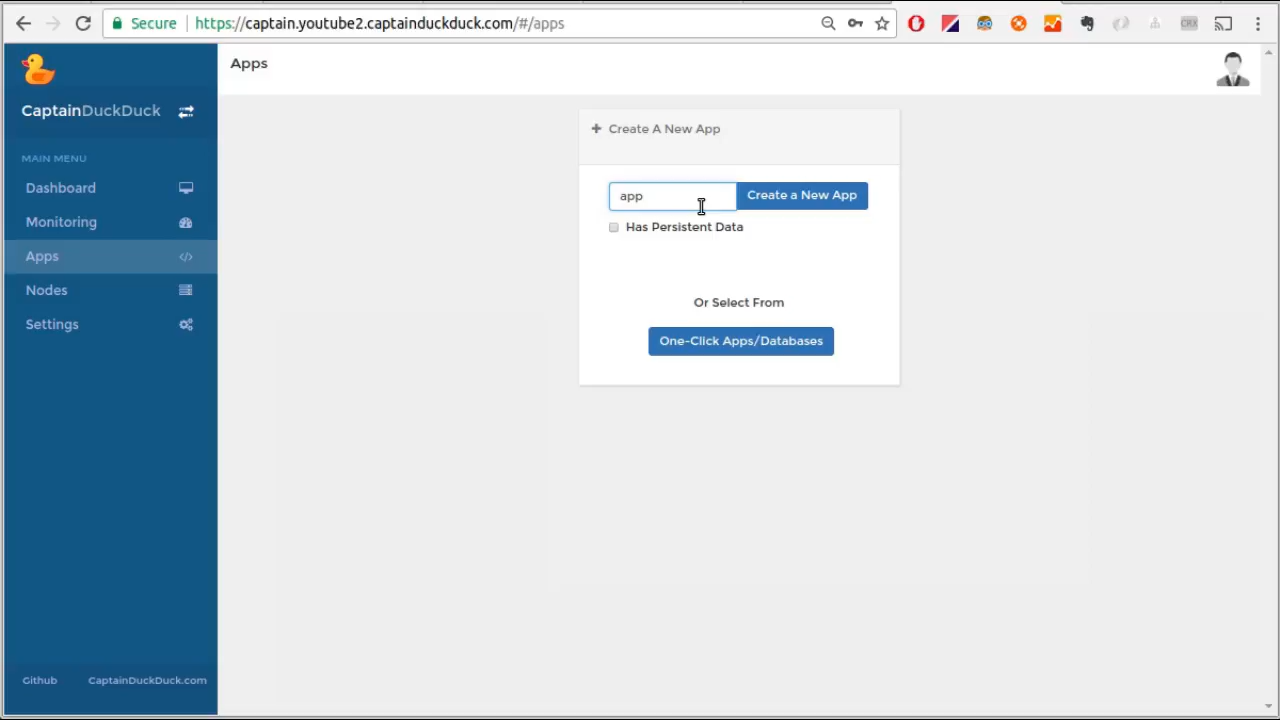 Secure https://captain.youtube2.captainduckduck.com/#/apps
CRX
CaptainDuckDuck
MAIN MENU
Dashboard
Monitoring
Apps
Nodes
Settings
Github CaptainDuckDuck.com
Apps
Create A New App
app Create a New App
Has Persistent Data
Or Select From
One-Click Apps/Databases